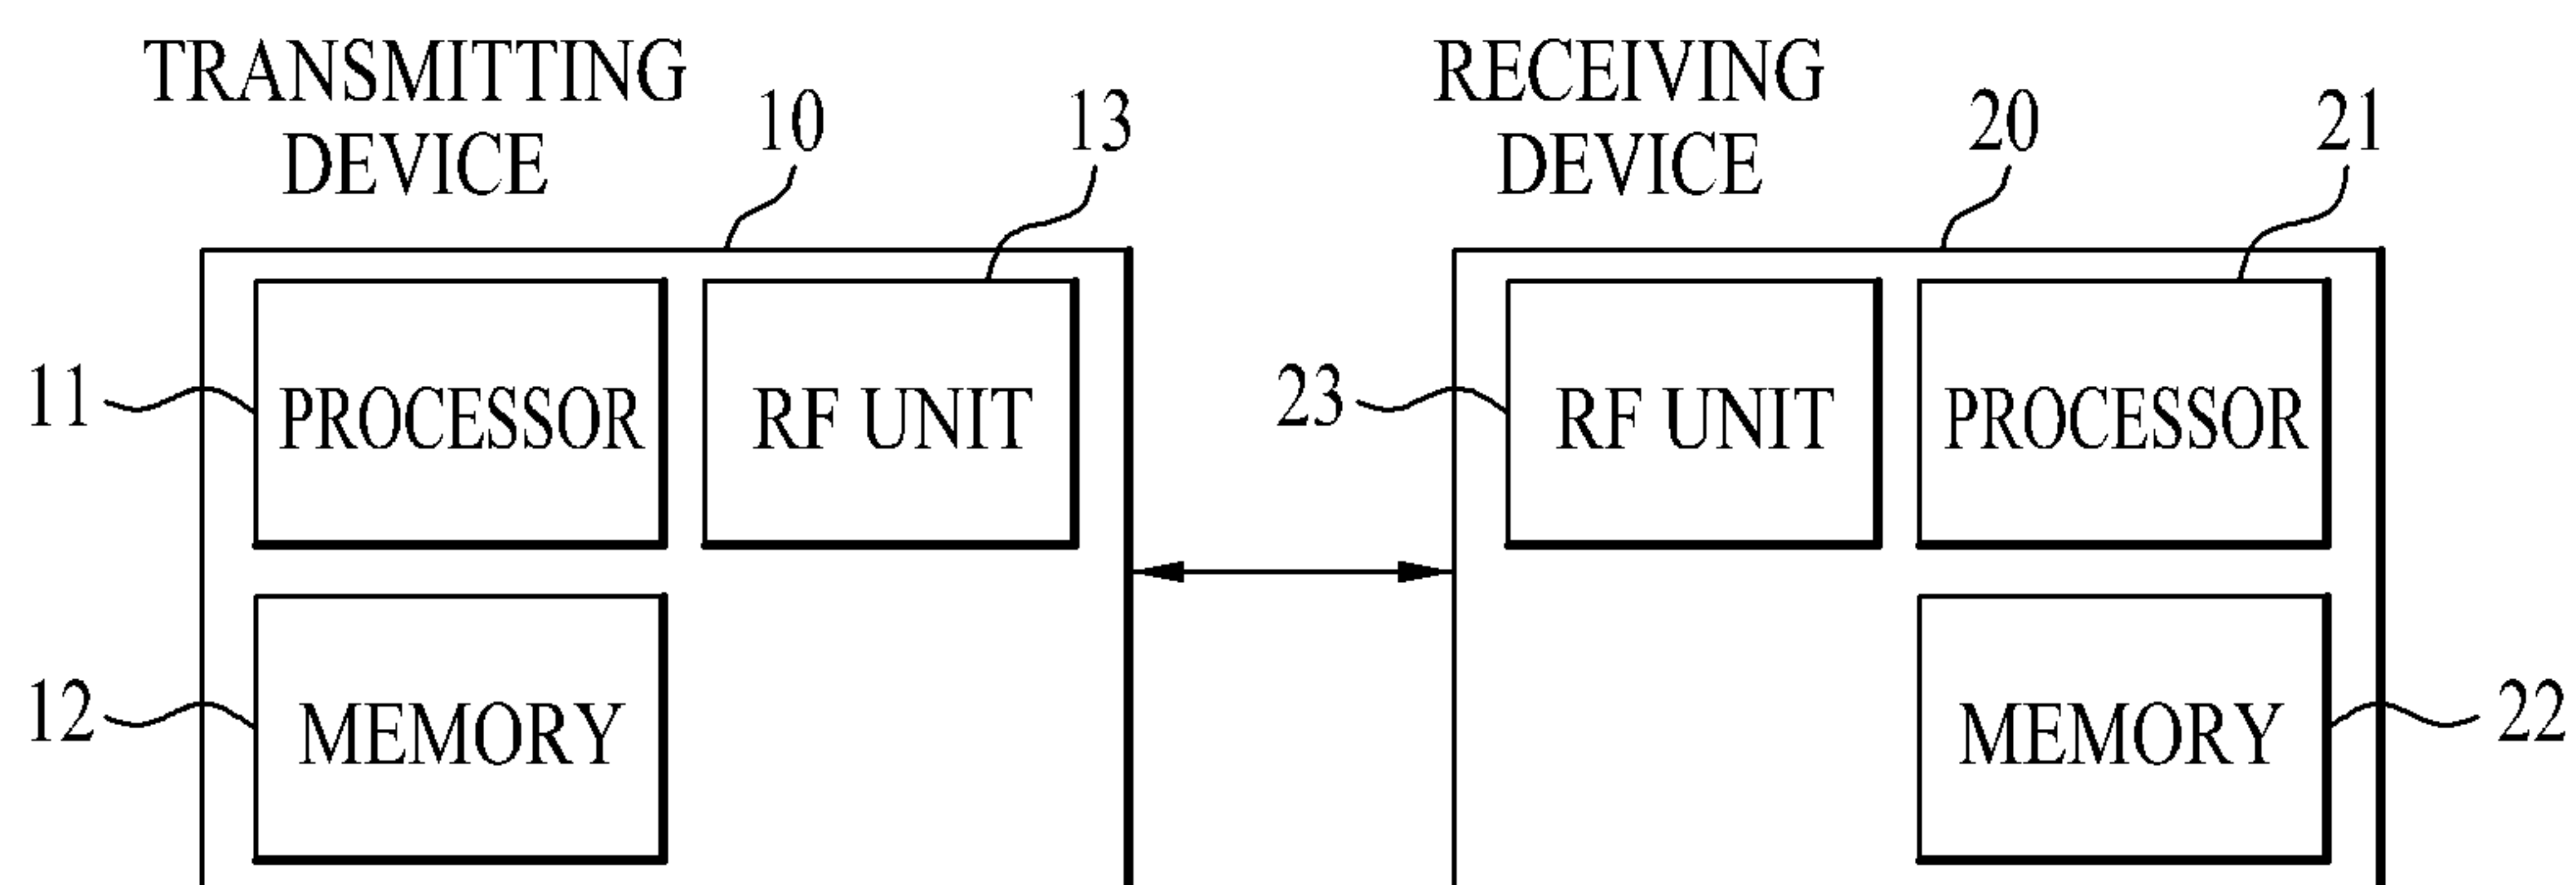 TRANSMITTING
DEVICE
10
13
RECEIVING
DEVICE
20
21
11
PROCESSOR
RF UNIT
23
RF UNIT
PROCESSOR
12
MEMORY
MEMORY
22